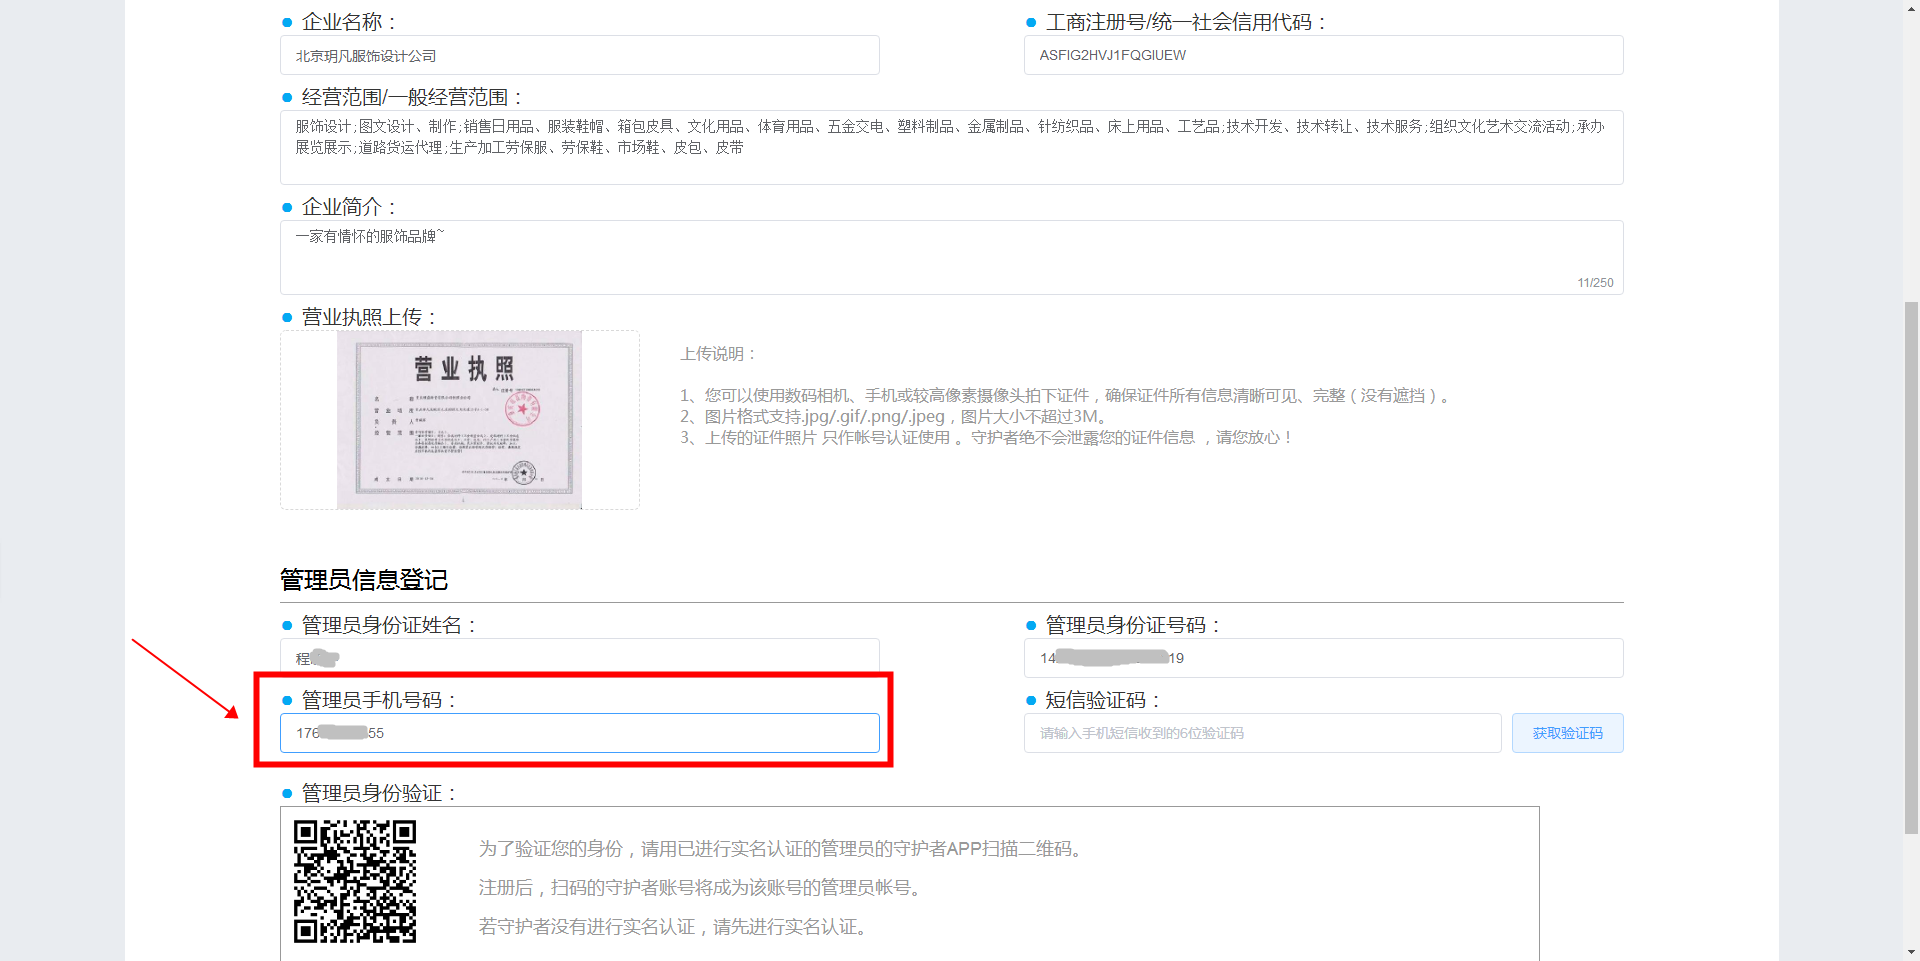 企业名称：
工商注册号/统一社会信用代码：
北京玥凡服饰设计公司
ASFIG2HVJ1FQGIUEW
经营范围/一般经营范围：
服饰设计;图文设计、制作;销售日用品、服装鞋帽、箱包皮具、文化用品、体育用品、五金交电、塑料制品、金属制品、针纺织品、床上用品、工艺品;技术开发、技术转让、技术服务;组织文化艺术交流活动;承办
展览展示;道路货运代理;生产加工劳保服、劳保鞋、市场鞋、皮包、皮带
企业简介：
一家有情怀的服饰品牌~
11/250
营业执照上传：
营业执照
上传说明：
1、您可以使用数码相机、手机或较高像素摄像头拍下证件，确保证件所有信息清晰可见、完整（没有遮挡）。
2、图片格式支持.jpg/.gif/.png/.jpeg，图片大小不超过3M。
3、上传的证件照片 只作帐号认证使用 。守护者绝不会泄露您的证件信息 ，请您放心！
管理员信息登记
管理员身份证姓名：
管理员身份证号码：
程
14 19
管理员手机号码：
短信验证码：
176 55
请输入手机短信收到的6位验证码
获取验证码
管理员身份验证：
为了验证您的身份，请用已进行实名认证的管理员的守护者APP扫描二维码。
注册后，扫码的守护者账号将成为该账号的管理员帐号。
若守护者没有进行实名认证，请先进行实名认证。